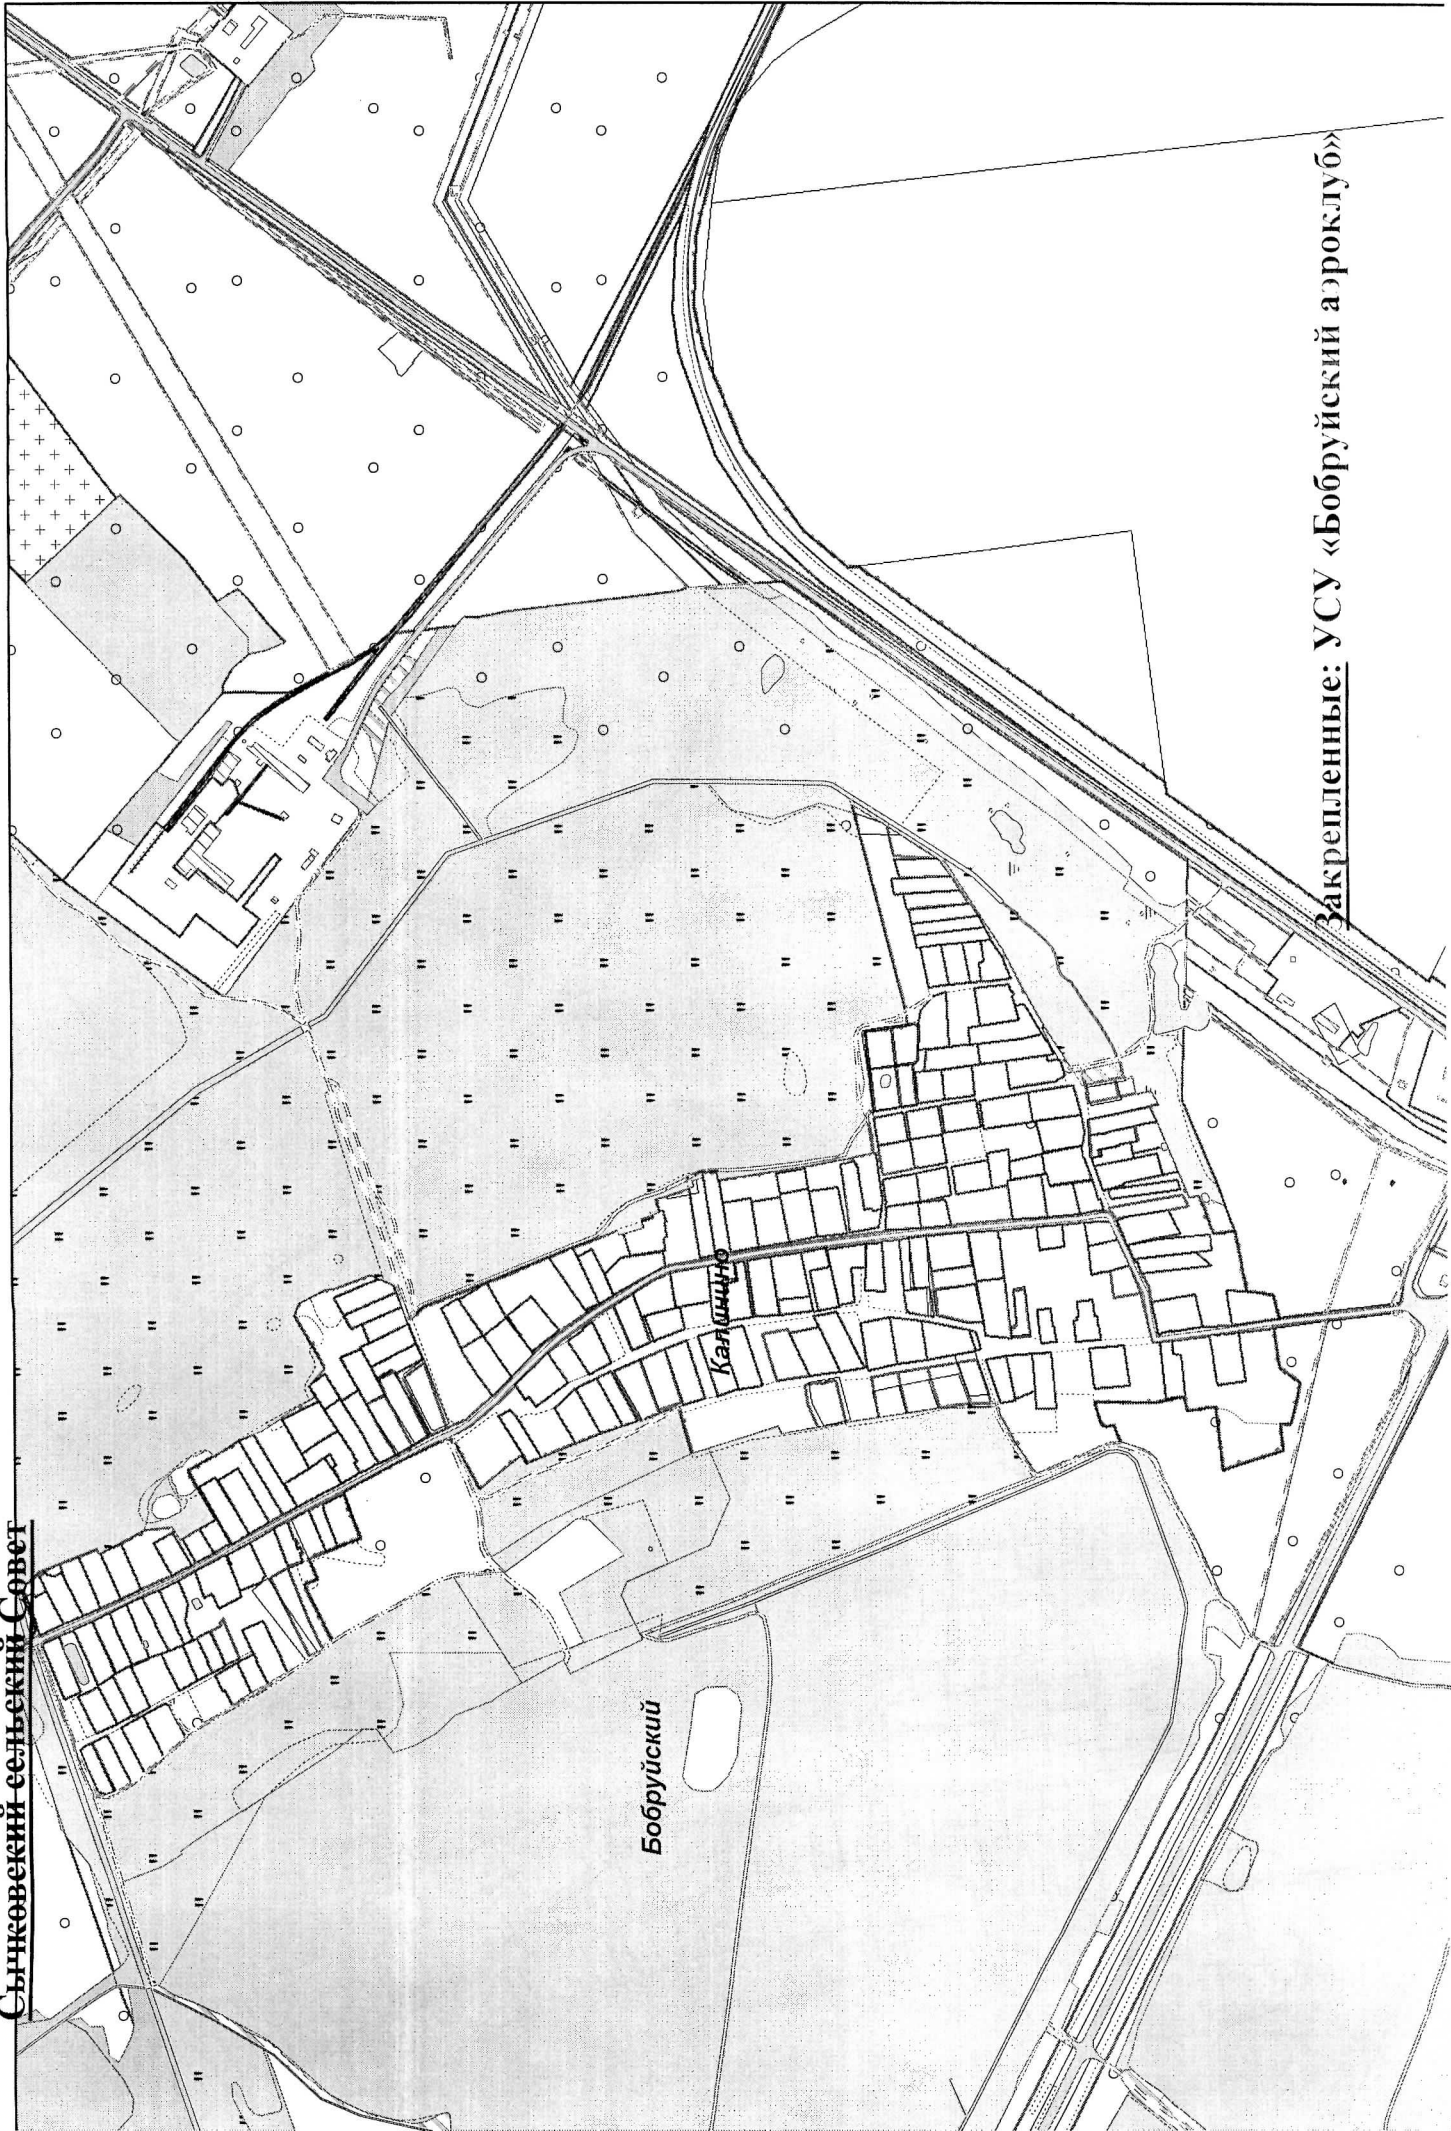 Сычковский сельский Совет
Калинино
Бобруйский
Закрепленные: УСУ «Бобруйский аэроклуб»